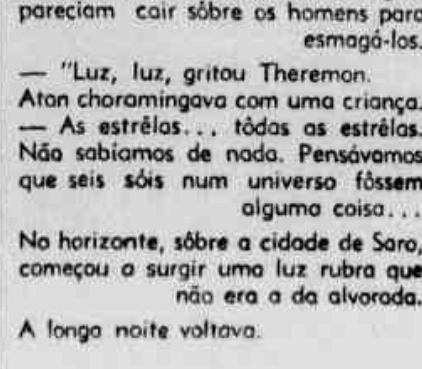 pareciam cair sôbre os homens para
esmagá-los.
— "Luz, luz, gritou Theremon.
Aton choramingava com uma criança.
— As estrêlas... tôdas as estrêlas.
Não sabíamos de nada. Pensávamos
que seis sóis num universo fôssem
alguma coisa...
No horizonte, sôbre a cidade de Saro,
começou a surgir uma luz rubra que
não era a da alvorada.
A longa noite voltava.